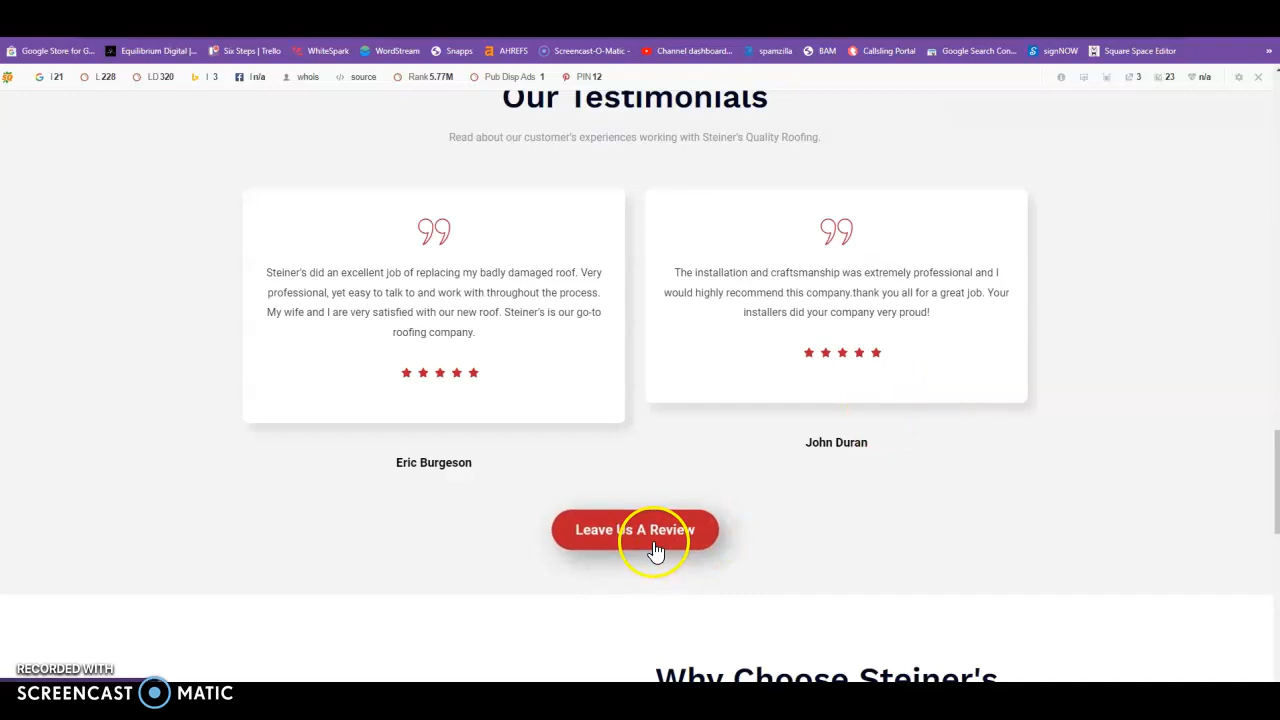 Google Store for G... Equilibrium Digital |... Six Steps | Trello WhiteSpark WordStream Snapps AHREFS Screencast-O-Matic - Channel dashboard... spamzilla BAM Callsling Portal Google Search Con... signNOW Square Space Editor »
I 21 L 228 LD 320 I 3 I n/a whois source Rank 5.77M Pub Disp Ads 1 PIN 12 3 23 n/a
Our Testimonials
Read about our customer's experiences working with Steiner's Quality Roofing.
Steiner's did an excellent job of replacing my badly damaged roof. Very
professional, yet easy to talk to and work with throughout the process.
My wife and I are very satisfied with our new roof. Steiner's is our go-to
roofing company.
Eric Burgeson
The installation and craftsmanship was extremely professional and I
would highly recommend this company.thank you all for a great job. Your
installers did your company very proud!
John Duran
Leave Us A Review
Why Choose Steiner's
RECORDED WITH
SCREENCAST MATIC